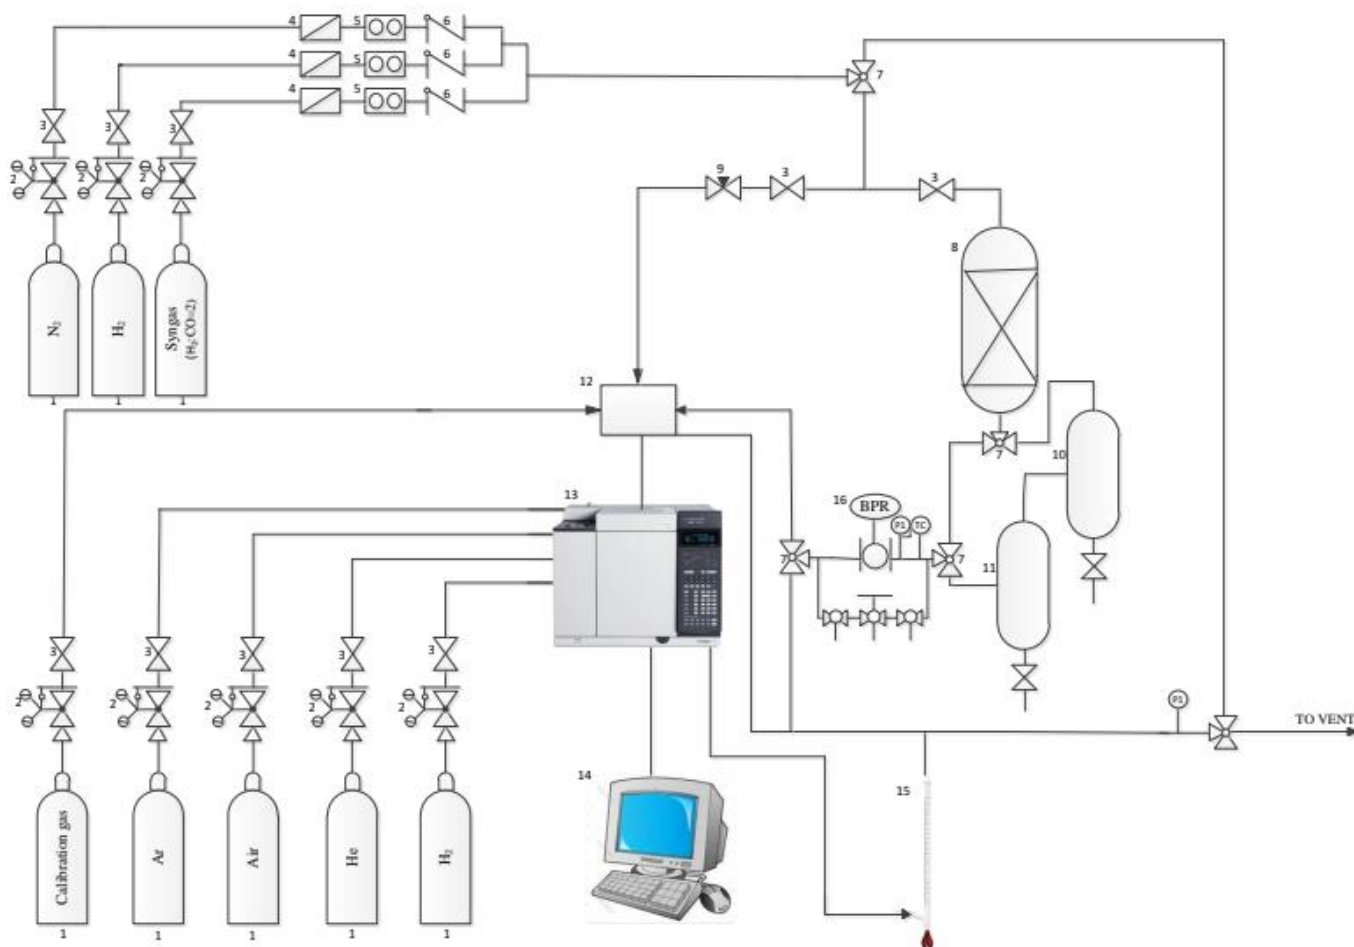 4 5 6
4 5 6
4 5 6
7
3 3 3
2 2 2
9 3 3
8
N₂
H₂
Syngas
(H₂:CO=2)
1 1 1
12
7
10
13
16 BPR
P1 TC
7 7
11
3 3 3 3 3
2 2 2 2 2
P1
TO VENT
14
15
Calibration gas
Ar
Air
He
H₂
1 1 1 1 1